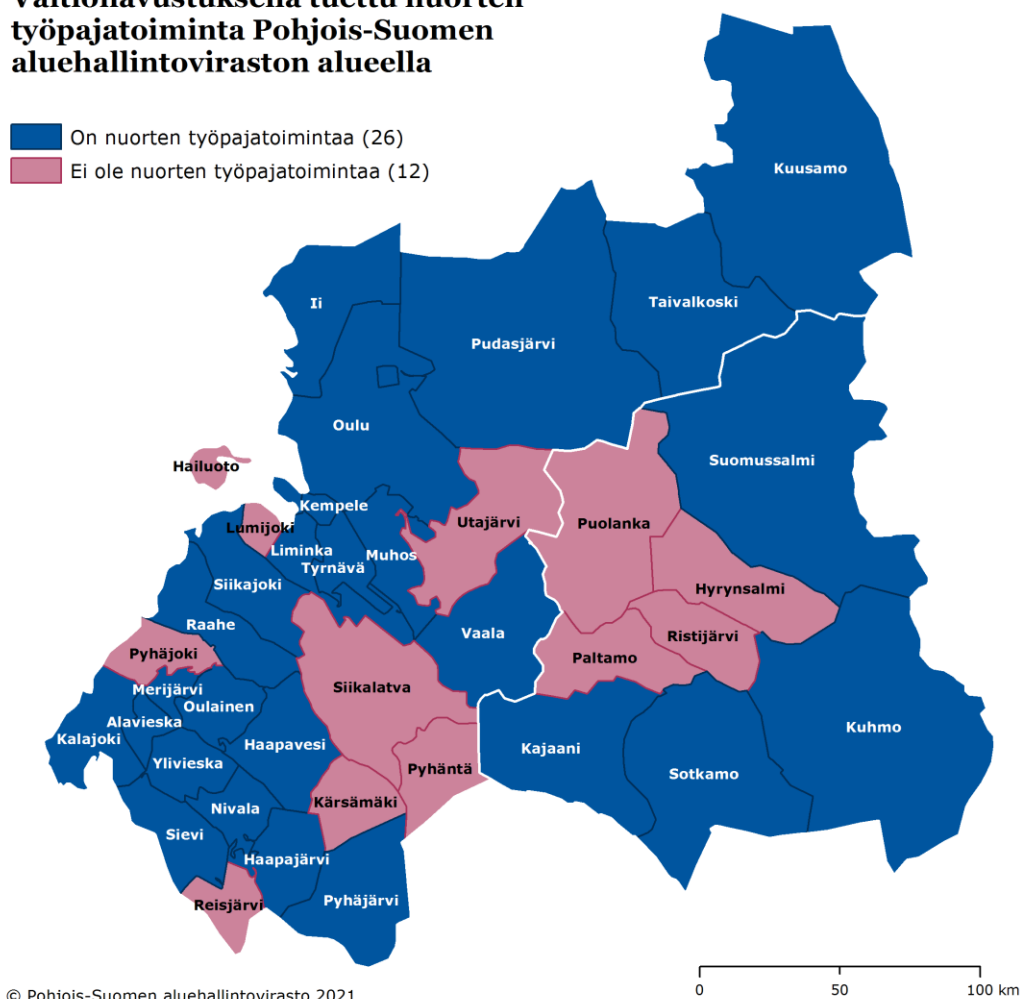 Valtionavustuksella tuettu nuorten
työpajatoiminta Pohjois-Suomen
aluehallintoviraston alueella
On nuorten työpajatoimintaa (26)
Ei ole nuorten työpajatoimintaa (12)
Kuusamo
Ii
Taivalkoski
Pudasjärvi
Oulu
Suomussalmi
Hailuoto
Kempele
Lumijoki
Utajärvi
Puolanka
Liminka
Muhos
Tyrnävä
Siikajoki
Hyrynsalmi
Raahe
Vaala
Ristijärvi
Pyhäjoki
Paltamo
Merijärvi
Siikalatva
Oulainen
Alavieska
Kuhmo
Kalajoki
Haapavesi
Kajaani
Ylivieska
Pyhäntä
Sotkamo
Kärsämäki
Nivala
Sievi
Haapajärvi
Reisjärvi
Pyhäjärvi
0
50
100 km
© Pohjois-Suomen aluehallintovirasto 2021